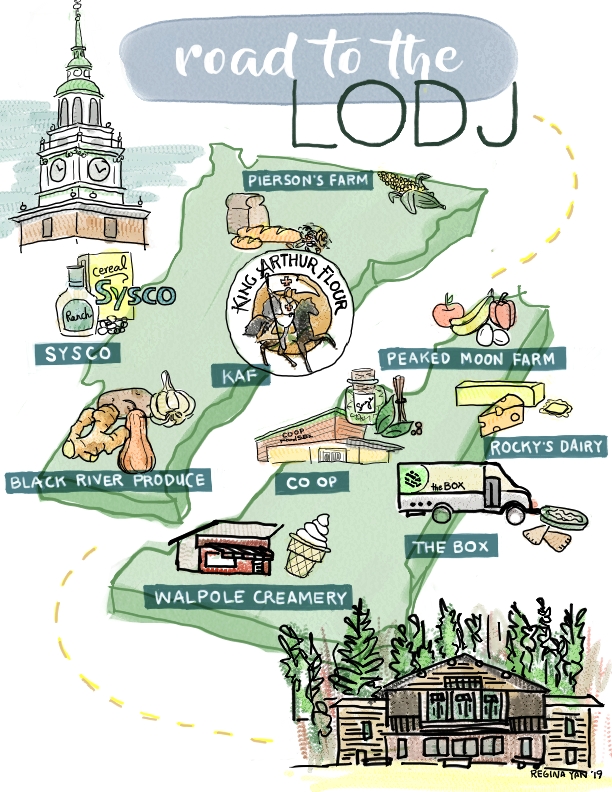 road to the
LODJ
PIERSON'S FARM
KING ARTHUR FLOUR
cereal
Sysco
Ranch
SYSCO
KAF
PEAKED MOON FARM
ROCKY'S DAIRY
COOP
BLACK RIVER PRODUCE
CO OP
the BOX
THE BOX
WALPOLE CREAMERY
REGINA YAN '19